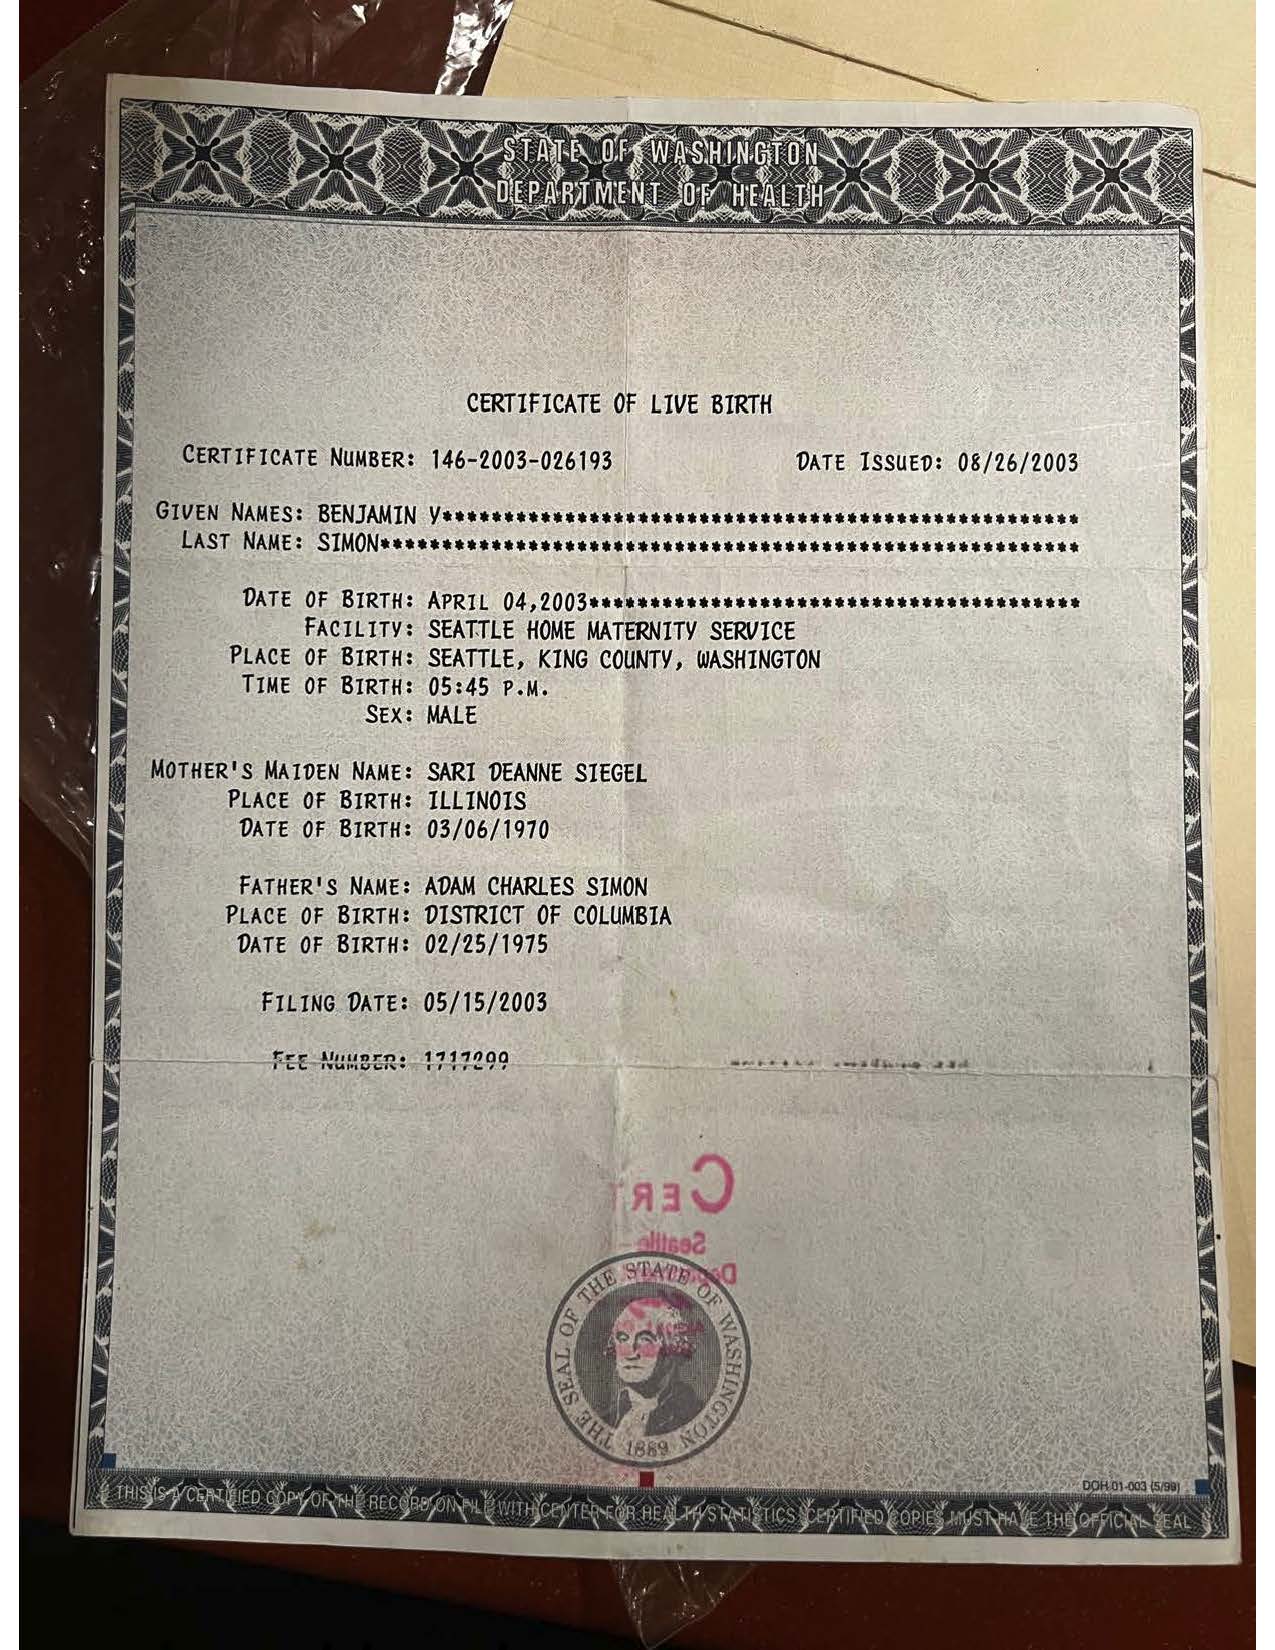 STATE OF WASHINGTON
DEPARTMENT OF HEALTH
CERTIFICATE OF LIVE BIRTH
CERTIFICATE NUMBER: 146-2003-026193 DATE ISSUED: 08/26/2003
GIVEN NAMES: BENJAMIN Y***************************************************
LAST NAME: SIMON********************************************************
DATE OF BIRTH: APRIL 04,2003***************************************
FACILITY: SEATTLE HOME MATERNITY SERVICE
PLACE OF BIRTH: SEATTLE, KING COUNTY, WASHINGTON
TIME OF BIRTH: 05:45 P.M.
SEX: MALE
MOTHER'S MAIDEN NAME: SARI DEANNE SIEGEL
PLACE OF BIRTH: ILLINOIS
DATE OF BIRTH: 03/06/1970
FATHER'S NAME: ADAM CHARLES SIMON
PLACE OF BIRTH: DISTRICT OF COLUMBIA
DATE OF BIRTH: 02/25/1975
FILING DATE: 05/15/2003
FEE NUMBER: 1717299
CERT
Seattle
THE SEAL OF THE STATE OF WASHINGTON
1889
DOH 01-003 (5/99)
THIS IS A CERTIFIED COPY OF THE RECORD ON FILE WITH CENTER FOR HEALTH STATISTICS CERTIFIED COPIES MUST HAVE THE OFFICIAL SEAL